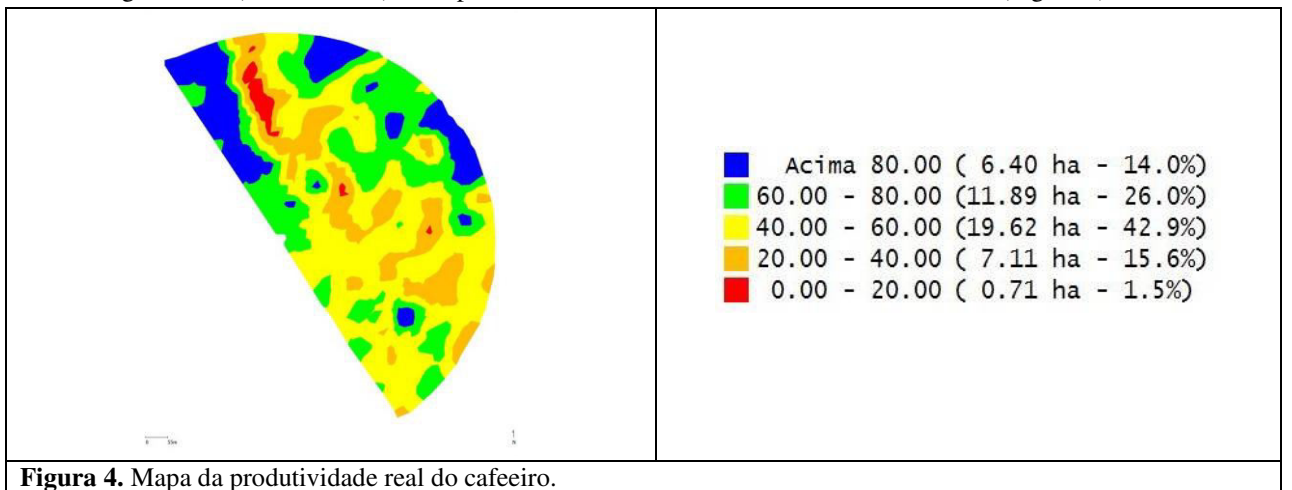 Acima 80.00 ( 6.40 ha - 14.0%)
60.00 - 80.00 (11.89 ha - 26.0%)
40.00 - 60.00 (19.62 ha - 42.9%)
20.00 - 40.00 ( 7.11 ha - 15.6%)
0.00 - 20.00 ( 0.71 ha - 1.5%)
Figura 4. Mapa da produtividade real do cafeeiro.